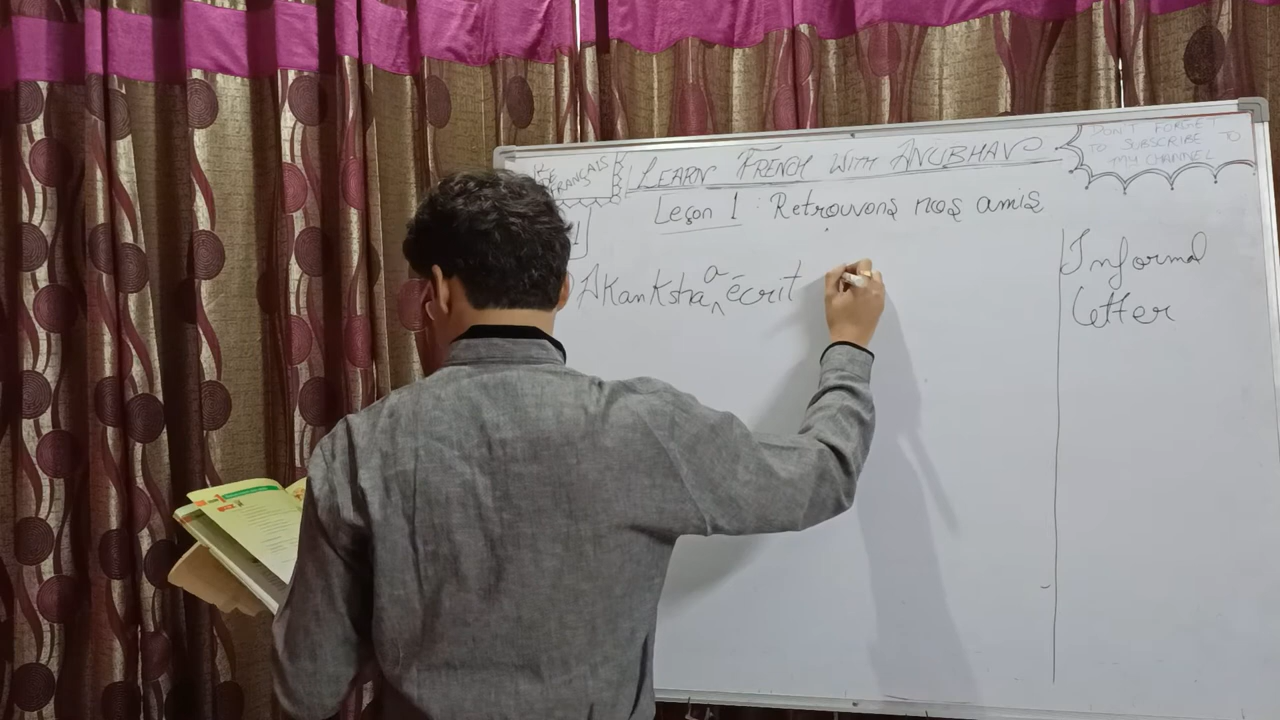 FRANÇAIS
LEARN FRENCH WITH ANUBHAV
DON'T FORGET
TO SUBSCRIBE TO
MY CHANNEL
Leçon 1 : Retrouvons nos amis
Akanksha a écrit
Informal
Letter